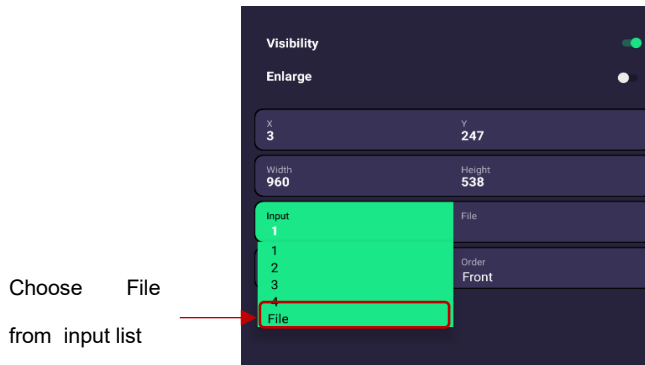 Visibility
Enlarge
X Y
3 247
Width Height
960 538
Input File
1
1
2
3
4
File
Order
Front
Choose File
from input list